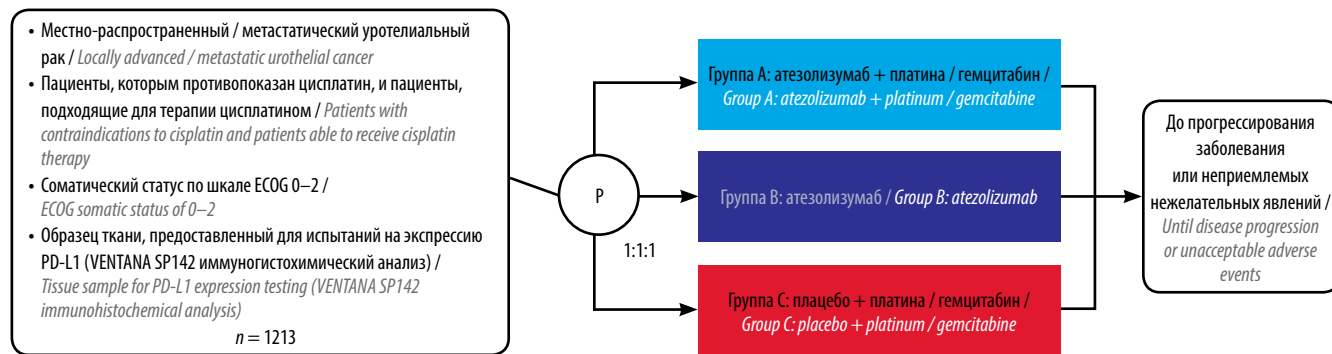 • Местно-распространенный / метастатический уротелиальный
рак / Locally advanced / metastatic urothelial cancer
• Пациенты, которым противопоказан цисплатин, и пациенты,
подходящие для терапии цисплатином / Patients with
contraindications to cisplatin and patients able to receive cisplatin
therapy
• Соматический статус по шкале ECOG 0–2 /
ECOG somatic status of 0–2
• Образец ткани, предоставленный для испытаний на экспрессию
PD-L1 (VENTANA SP142 иммуногистохимический анализ) /
Tissue sample for PD-L1 expression testing (VENTANA SP142
immunohistochemical analysis)
n = 1213
Р
1:1:1
Группа А: атезолизумаб + платина / гемцитабин /
Group A: atezolizumab + platinum / gemcitabine
Группа В: атезолизумаб / Group B: atezolizumab
Группа С: плацебо + платина / гемцитабин /
Group C: placebo + platinum / gemcitabine
До прогрессирования
заболевания
или неприемлемых
нежелательных явлений /
Until disease progression
or unacceptable adverse
events